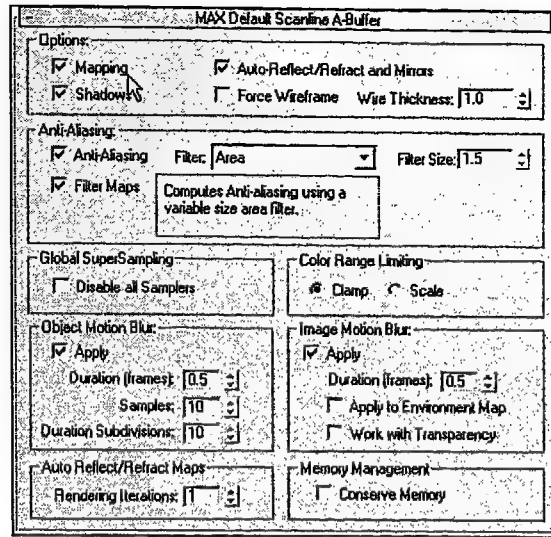 MAX Default Scanline A-Buffer
Options:
Mapping
Auto-Reflect/Refract and Mirrors
Shadows
Force Wireframe
Wire Thickness: 1.0
Anti-Aliasing:
Anti-Aliasing
Filter: Area
Filter Size: 1.5
Filter Maps
Computes Anti-aliasing using a
variable size area filter.
Global SuperSampling
Disable all Samplers
Color Range Limiting
Clamp
Scale
Object Motion Blur:
Apply
Duration (frames): 0.5
Samples: 10
Duration Subdivisions: 10
Image Motion Blur:
Apply
Duration (frames): 0.5
Apply to Environment Map
Work with Transparency
Auto Reflect/Refract Maps
Rendering Iterations: 1
Memory Management
Conserve Memory